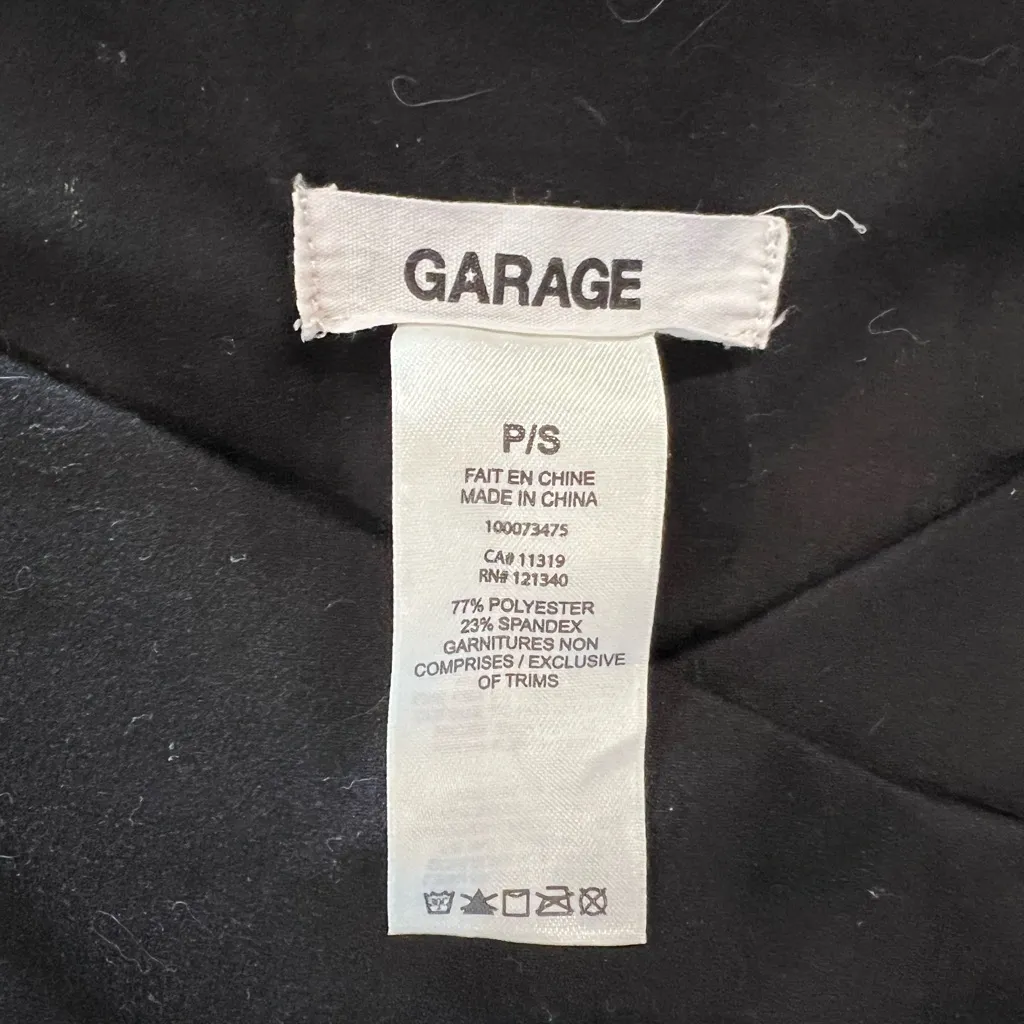 GARAGE
P/S
FAIT EN CHINE
MADE IN CHINA
100073475
CA# 11319
RN# 121340
77% POLYESTER
23% SPANDEX
GARNITURES NON
COMPRISES / EXCLUSIVE
OF TRIMS